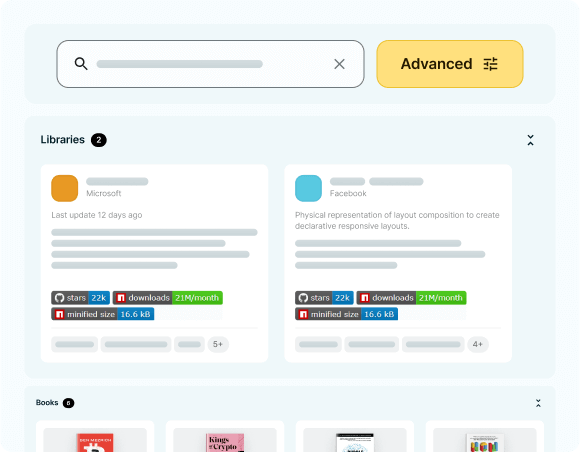 Advanced
Libraries 2
Microsoft
Last update 12 days ago
stars 22k downloads 21M/month
minified size 16.6 kB
5+
Facebook
Physical representation of layout composition to create
declarative responsive layouts.
stars 22k downloads 21M/month
minified size 16.6 kB
4+
Books 6
BEN MEZRICH
Kings
of Crypto